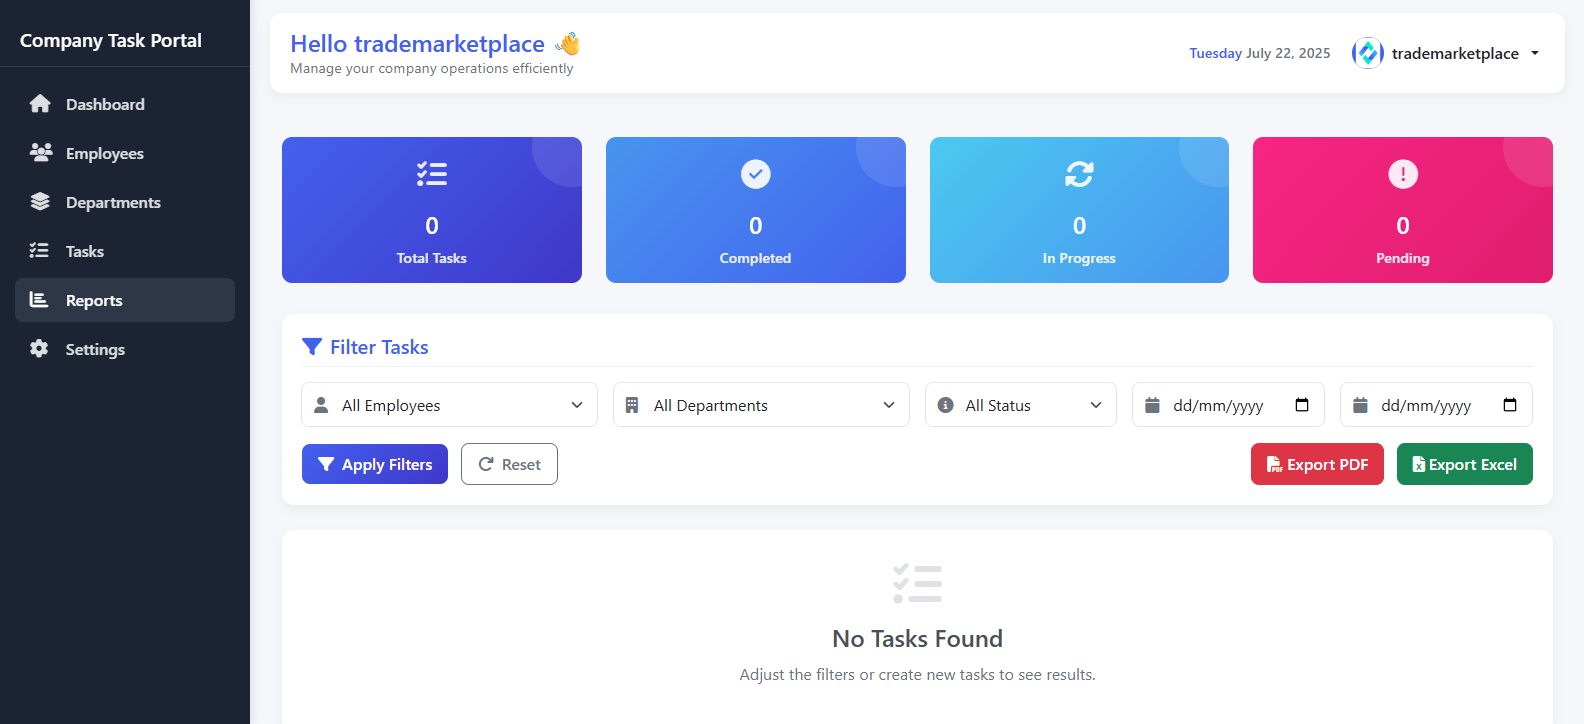 Company Task Portal
Dashboard
Employees
Departments
Tasks
Reports
Settings
Hello trademarketplace 👋
Manage your company operations efficiently
Tuesday July 22, 2025
trademarketplace
0
Total Tasks
0
Completed
0
In Progress
0
Pending
Filter Tasks
All Employees
All Departments
All Status
dd/mm/yyyy
dd/mm/yyyy
Apply Filters
Reset
Export PDF
Export Excel
No Tasks Found
Adjust the filters or create new tasks to see results.